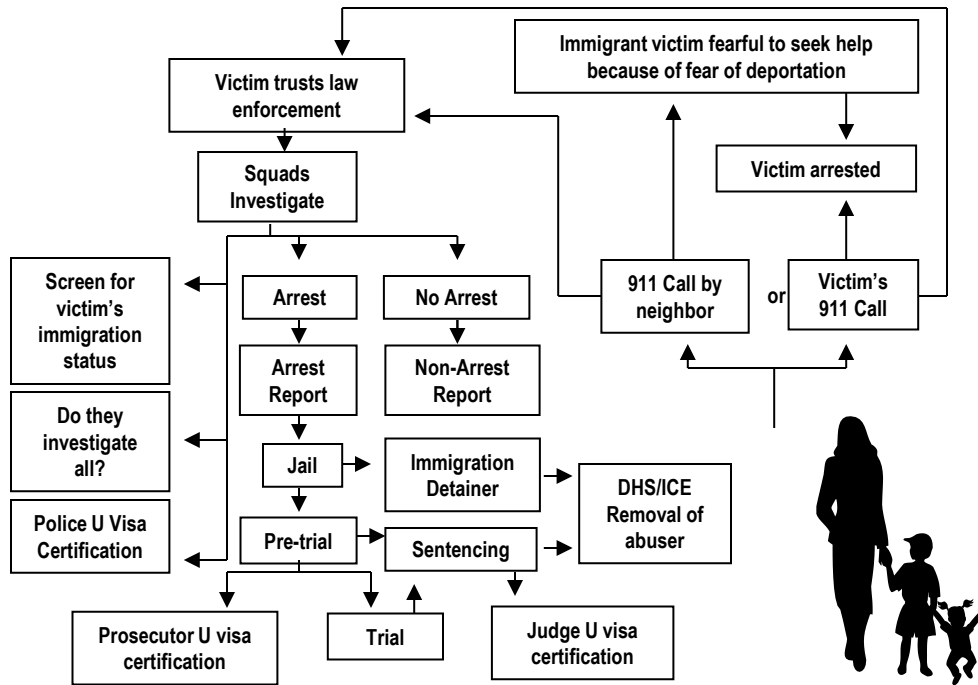 Immigrant victim fearful to seek help
because of fear of deportation
Victim trusts law
enforcement
Victim arrested
Squads
Investigate
Screen for
victim's
immigration
status
Arrest
No Arrest
911 Call by
neighbor
or
Victim's
911 Call
Arrest
Report
Non-Arrest
Report
Do they
investigate
all?
Jail
Immigration
Detainer
DHS/ICE
Removal of
abuser
Police U Visa
Certification
Pre-trial
Sentencing
Prosecutor U visa
certification
Trial
Judge U visa
certification